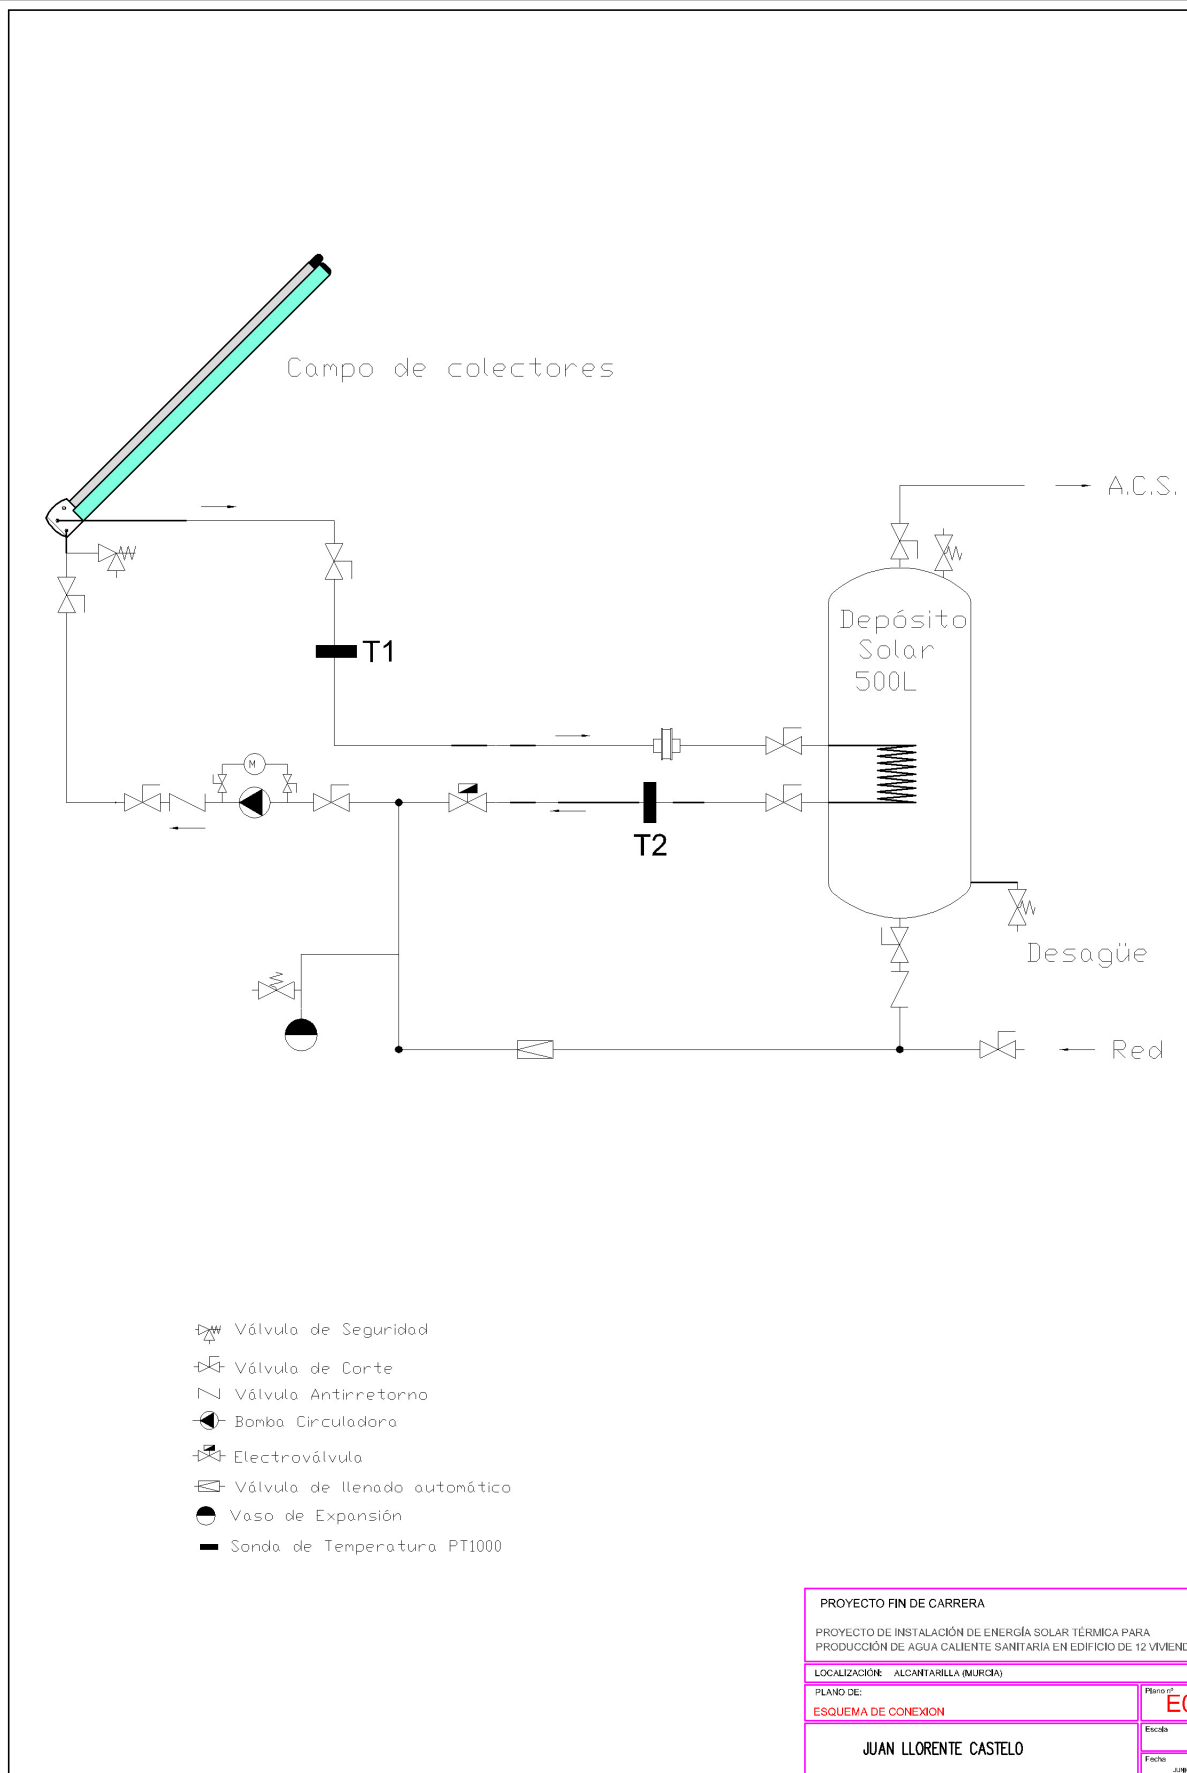 Campo de colectores
A.C.S.
Depósito
Solar
500L
T1
M
T2
Desagüe
Red
Válvula de Seguridad
Válvula de Corte
Válvula Antirretorno
Bomba Circuladora
Electroválvula
Válvula de llenado automático
Vaso de Expansión
Sonda de Temperatura PT1000
PROYECTO FIN DE CARRERA
PROYECTO DE INSTALACIÓN DE ENERGÍA SOLAR TÉRMICA PARA
PRODUCCIÓN DE AGUA CALIENTE SANITARIA EN EDIFICIO DE 12 VIVIEND
LOCALIZACIÓN: ALCANTARILLA (MURCIA)
PLANO DE:
ESQUEMA DE CONEXION
Plano nº
Escala
JUAN LLORENTE CASTELO
Fecha